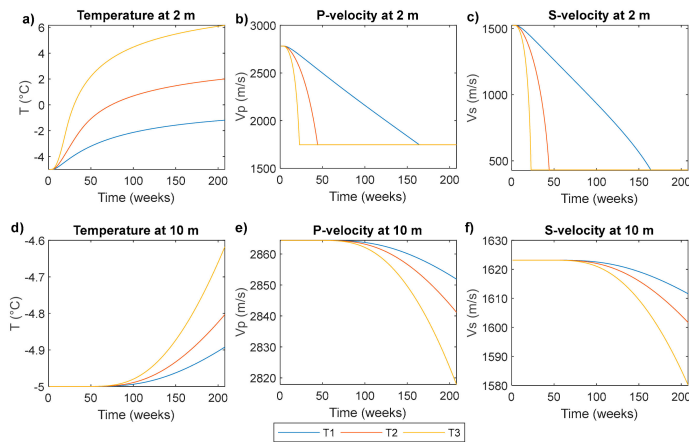 a) Temperature at 2 m
T (°C)
6
4
2
0
-2
-4
0 50 100 150 200
Time (weeks)
b) P-velocity at 2 m
Vp (m/s)
3000
2500
2000
1500
0 50 100 150 200
Time (weeks)
c) S-velocity at 2 m
Vs (m/s)
1500
1000
500
0 50 100 150 200
Time (weeks)
d) Temperature at 10 m
T (°C)
-4.6
-4.7
-4.8
-4.9
-5
0 50 100 150 200
Time (weeks)
e) P-velocity at 10 m
Vp (m/s)
2860
2850
2840
2830
2820
0 50 100 150 200
Time (weeks)
f) S-velocity at 10 m
Vs (m/s)
1630
1620
1610
1600
1590
1580
0 50 100 150 200
Time (weeks)
T1 T2 T3